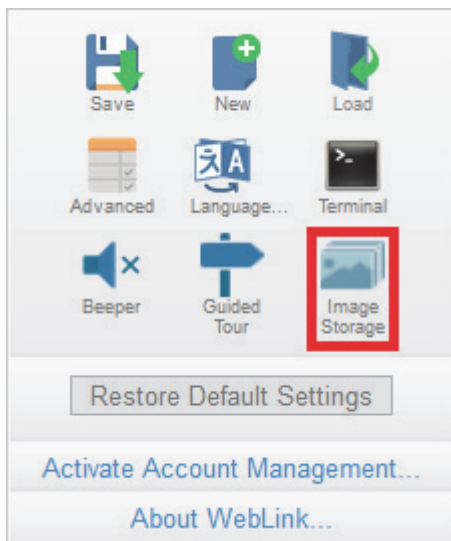 Save New Load
Advanced Language... Terminal
Beeper Guided Tour Image Storage
Restore Default Settings
Activate Account Management...
About WebLink...